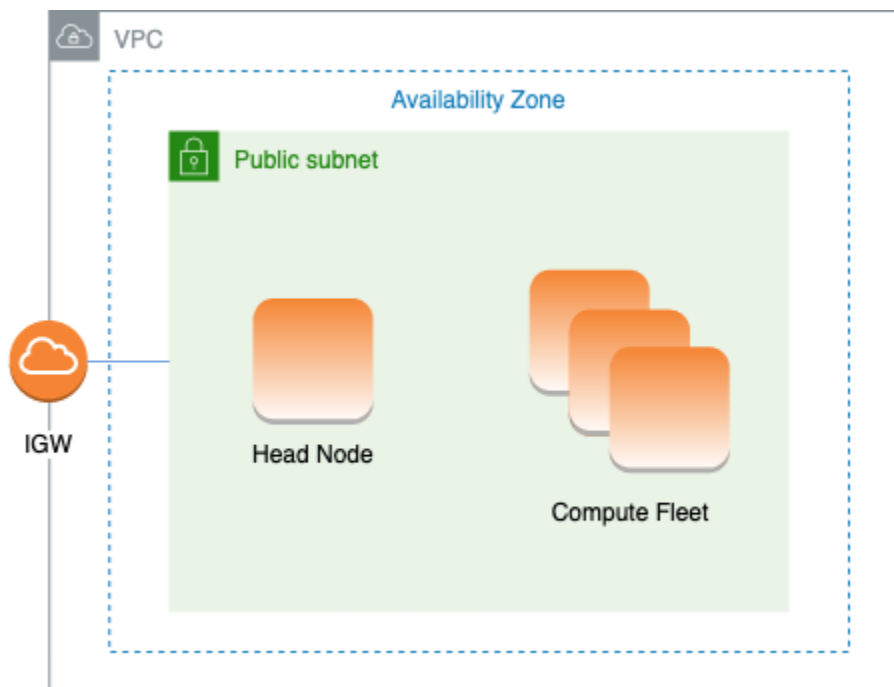 VPC
Availability Zone
Public subnet
IGW
Head Node
Compute Fleet